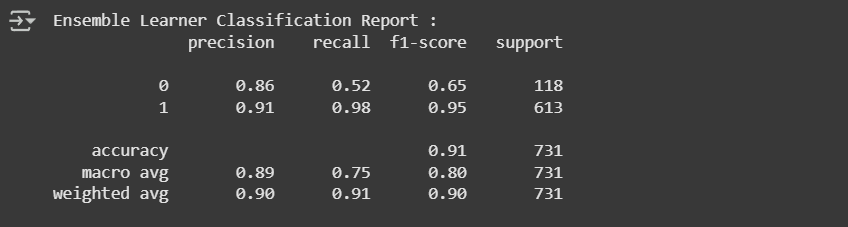 Ensemble Learner Classification Report :
precision recall f1-score support
0 0.86 0.52 0.65 118
1 0.91 0.98 0.95 613
accuracy 0.91 731
macro avg 0.89 0.75 0.80 731
weighted avg 0.90 0.91 0.90 731